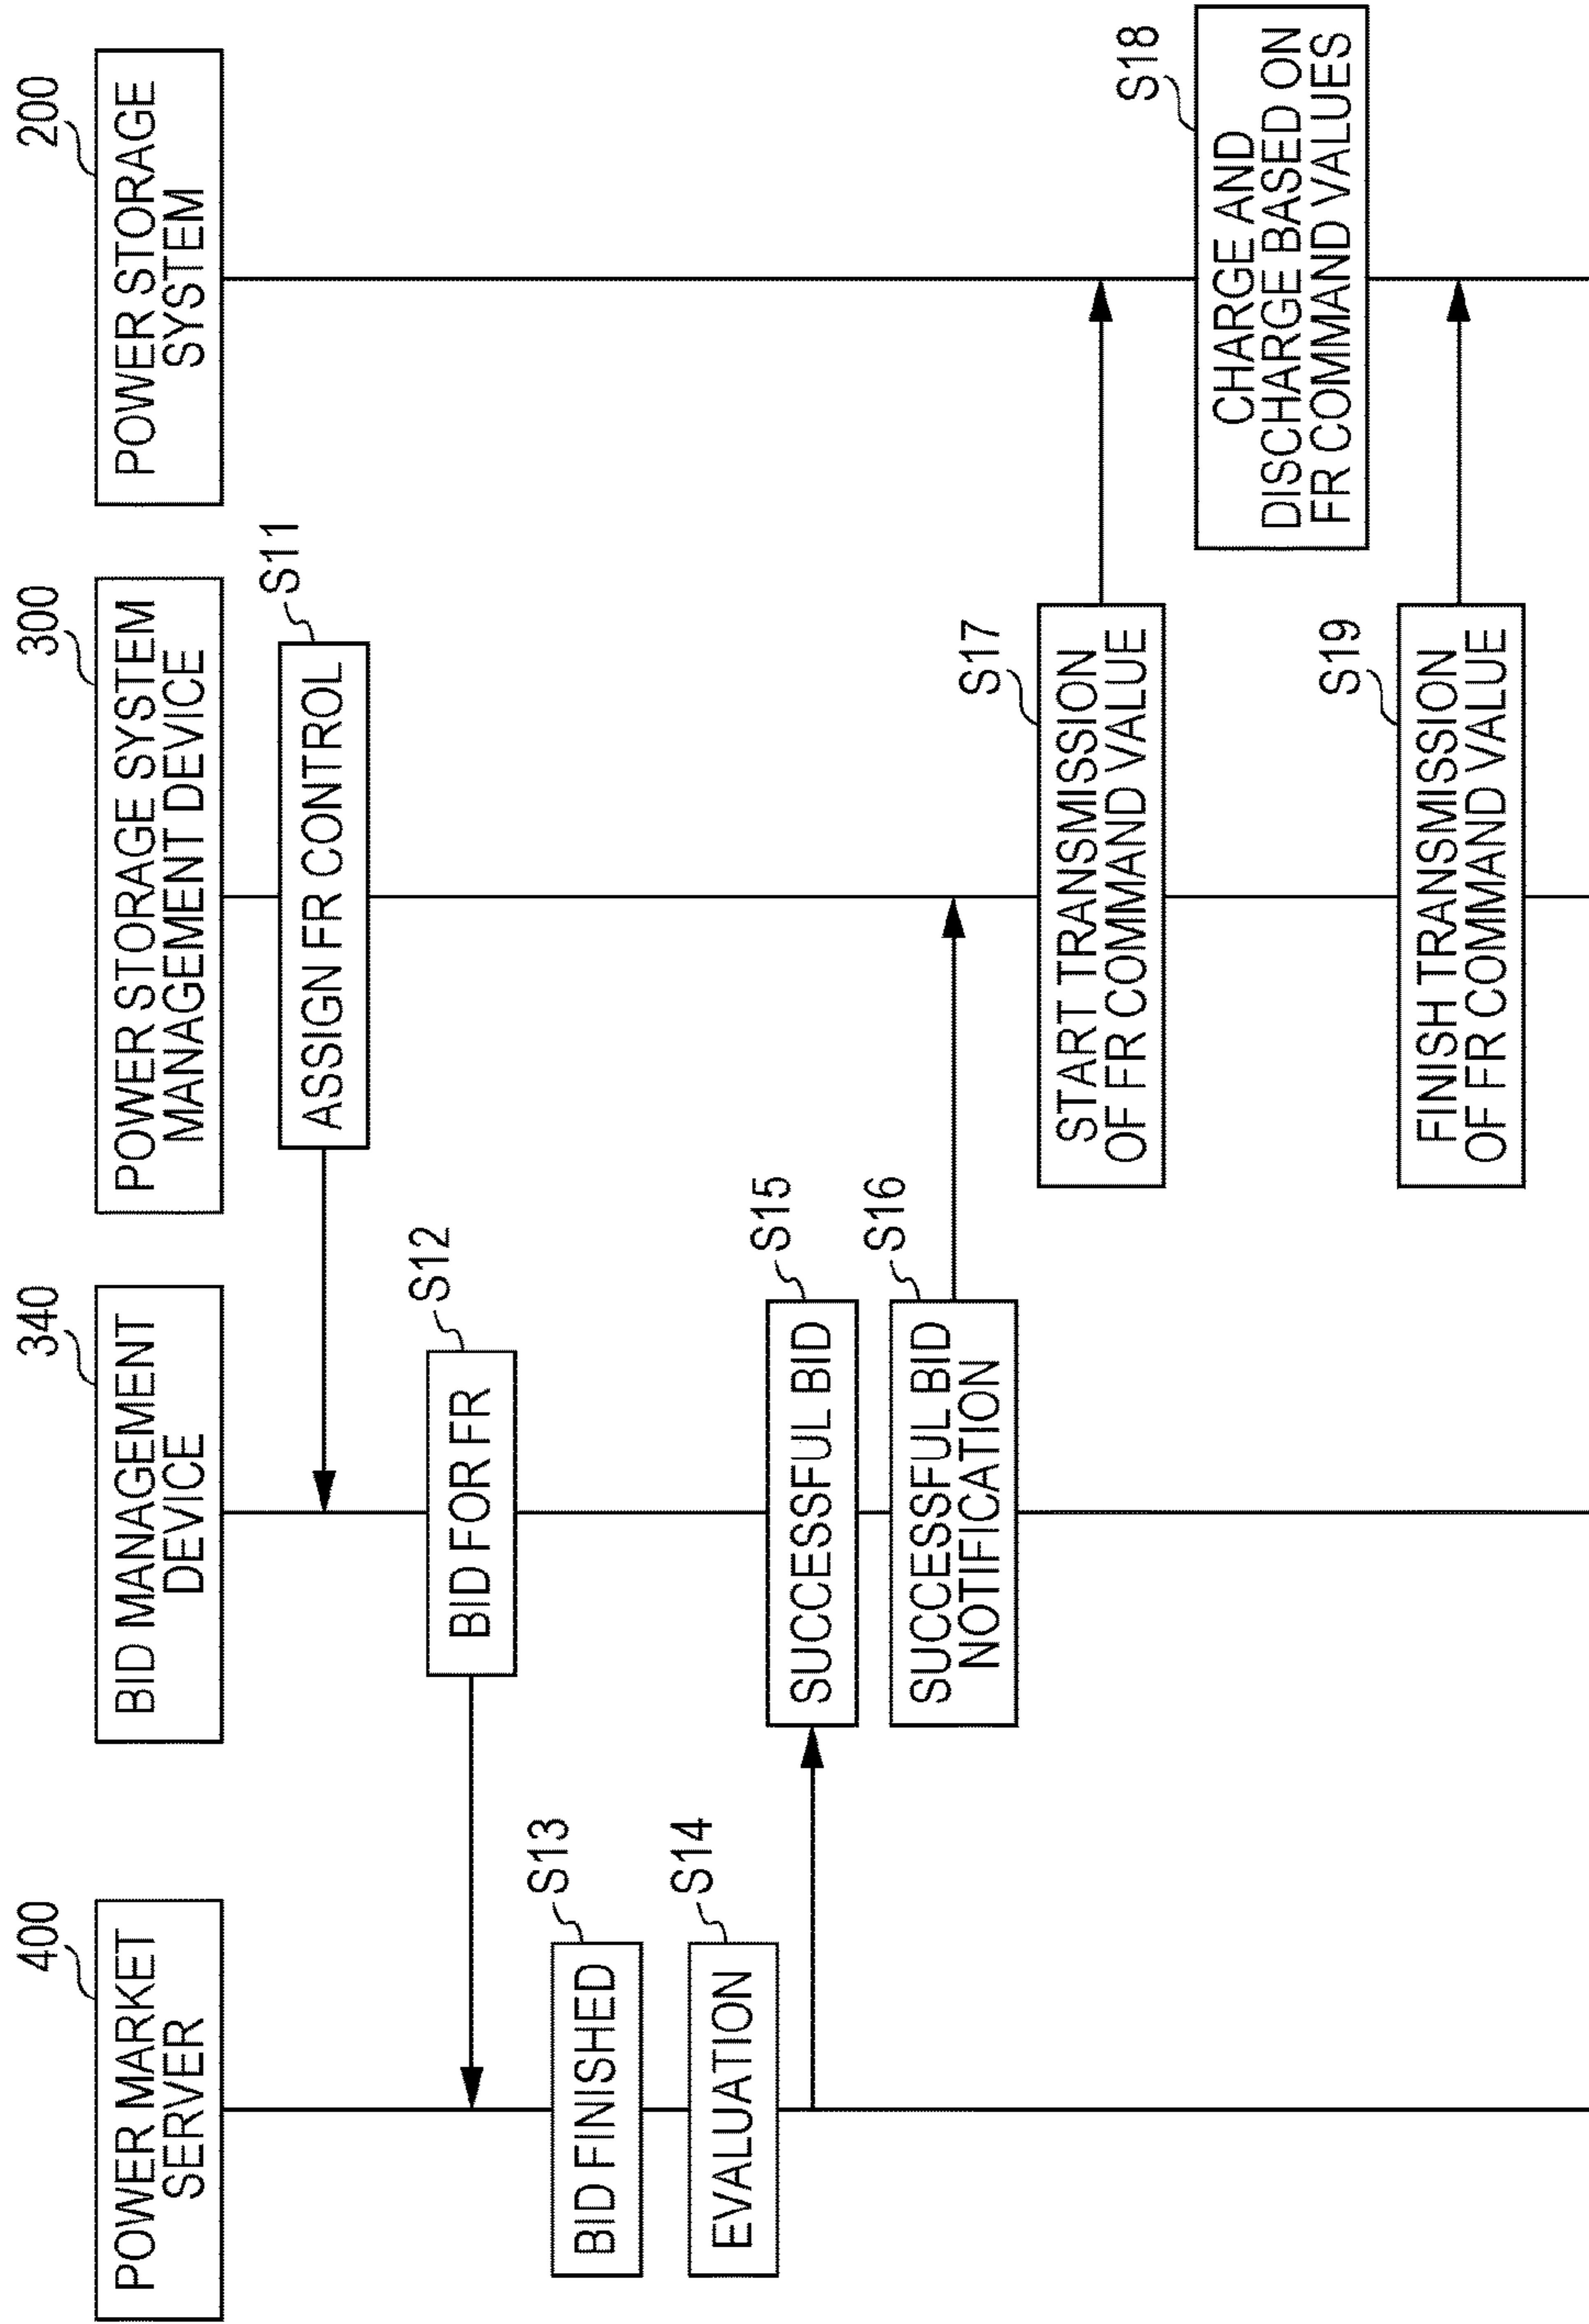 400
POWER MARKET
SERVER
340
BID MANAGEMENT
DEVICE
300
POWER STORAGE SYSTEM
MANAGEMENT DEVICE
200
POWER STORAGE
SYSTEM
S11
ASSIGN FR CONTROL
S12
BID FOR FR
S13
BID FINISHED
S14
EVALUATION
S15
SUCCESSFUL BID
S16
SUCCESSFUL BID
NOTIFICATION
S17
START TRANSMISSION
OF FR COMMAND VALUE
S18
CHARGE AND
DISCHARGE BASED ON
FR COMMAND VALUES
S19
FINISH TRANSMISSION
OF FR COMMAND VALUE